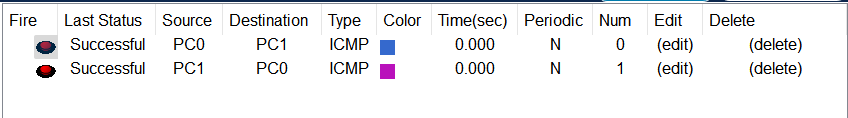 Fire Last Status Source Destination Type Color Time(sec) Periodic Num Edit Delete
Successful PC0 PC1 ICMP 0.000 N 0 (edit) (delete)
Successful PC1 PC0 ICMP 0.000 N 1 (edit) (delete)